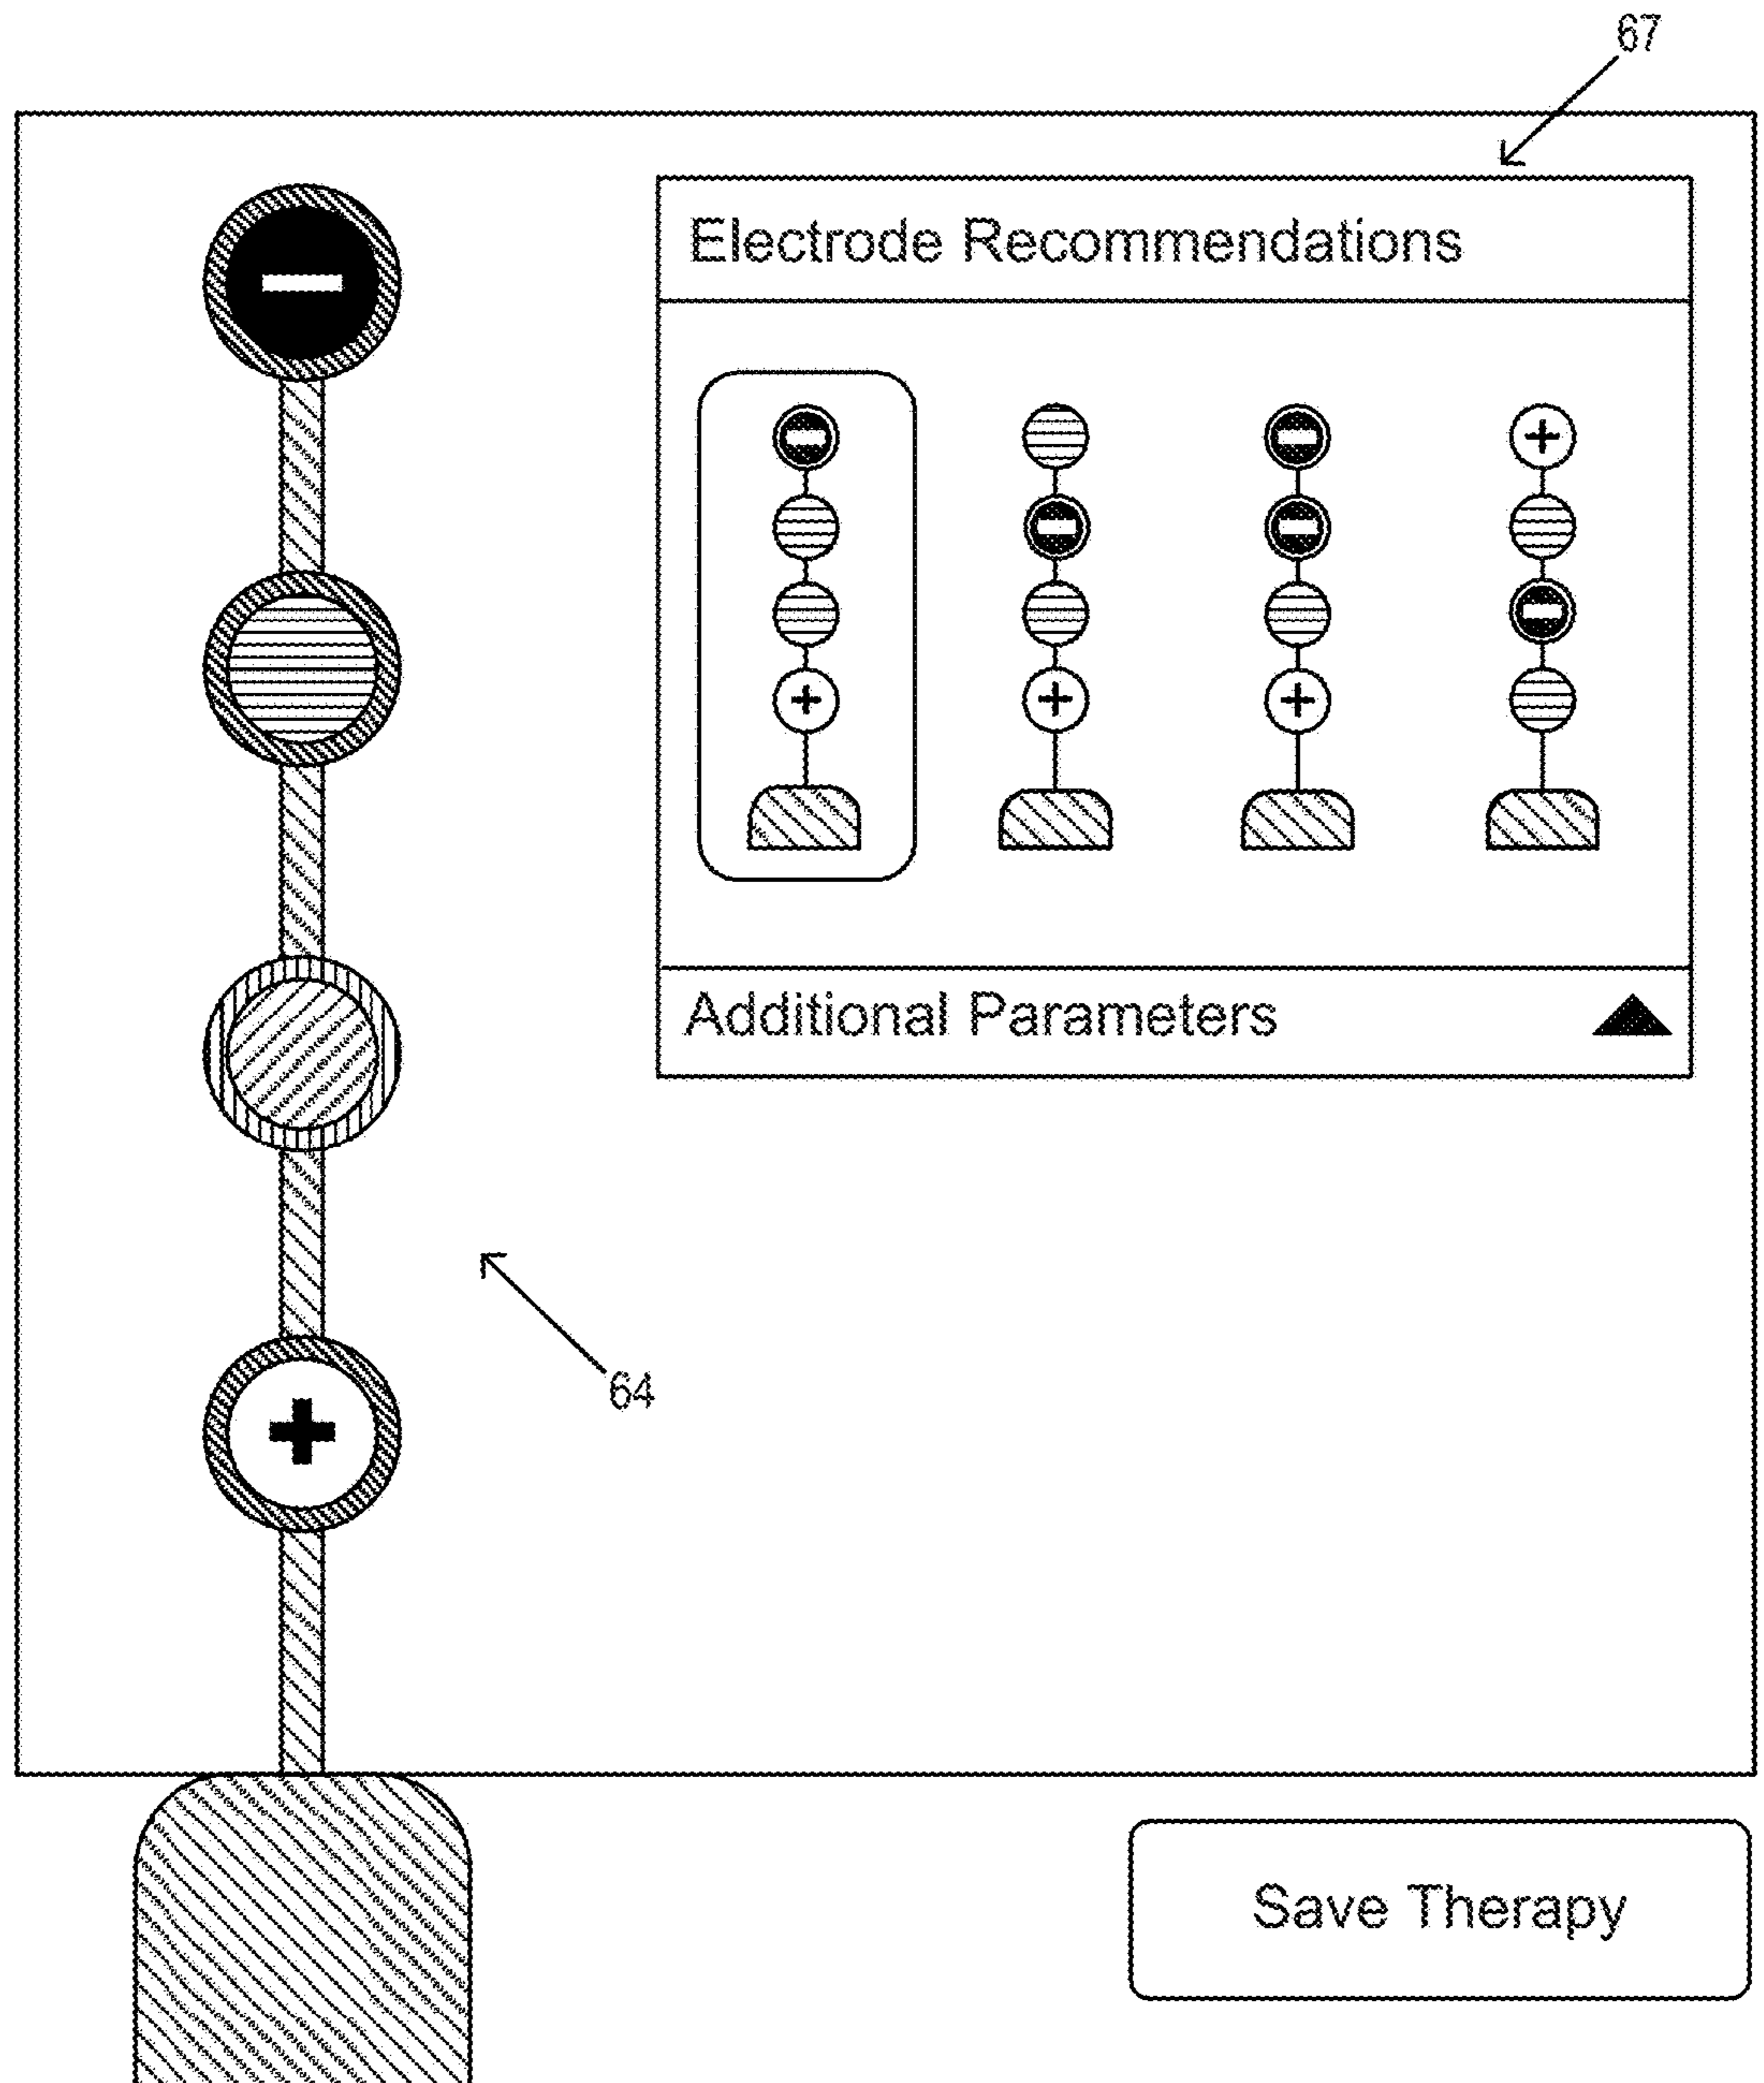 67
Electrode Recommendations
Additional Parameters
64
Save Therapy